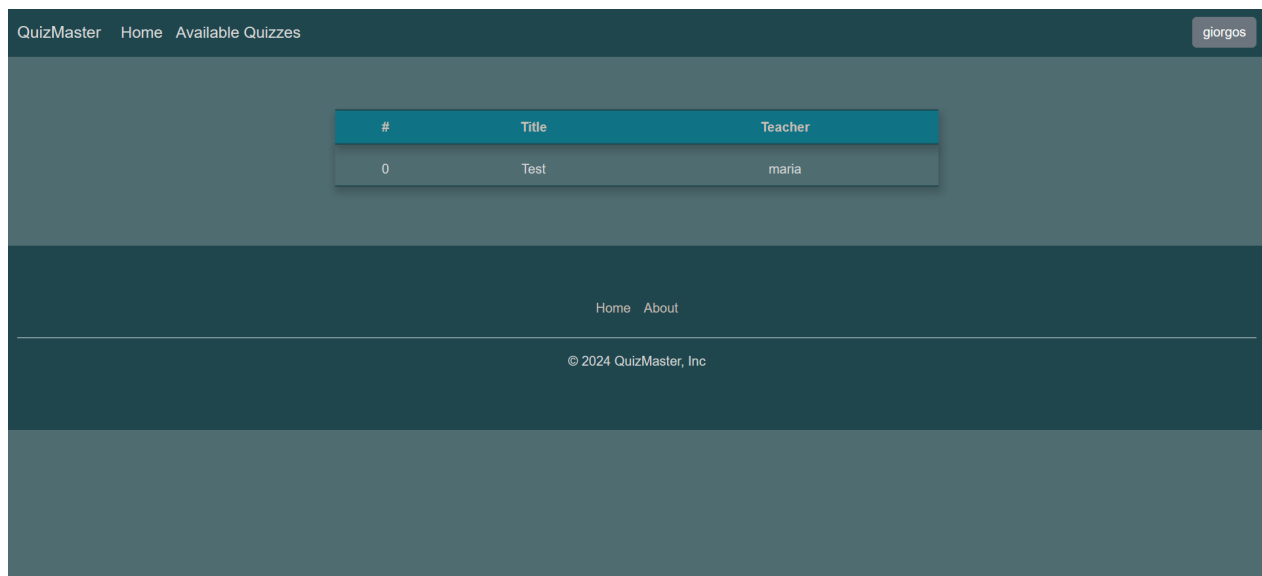 QuizMaster Home Available Quizzes giorgos
# Title Teacher
0 Test maria
Home About
© 2024 QuizMaster, Inc